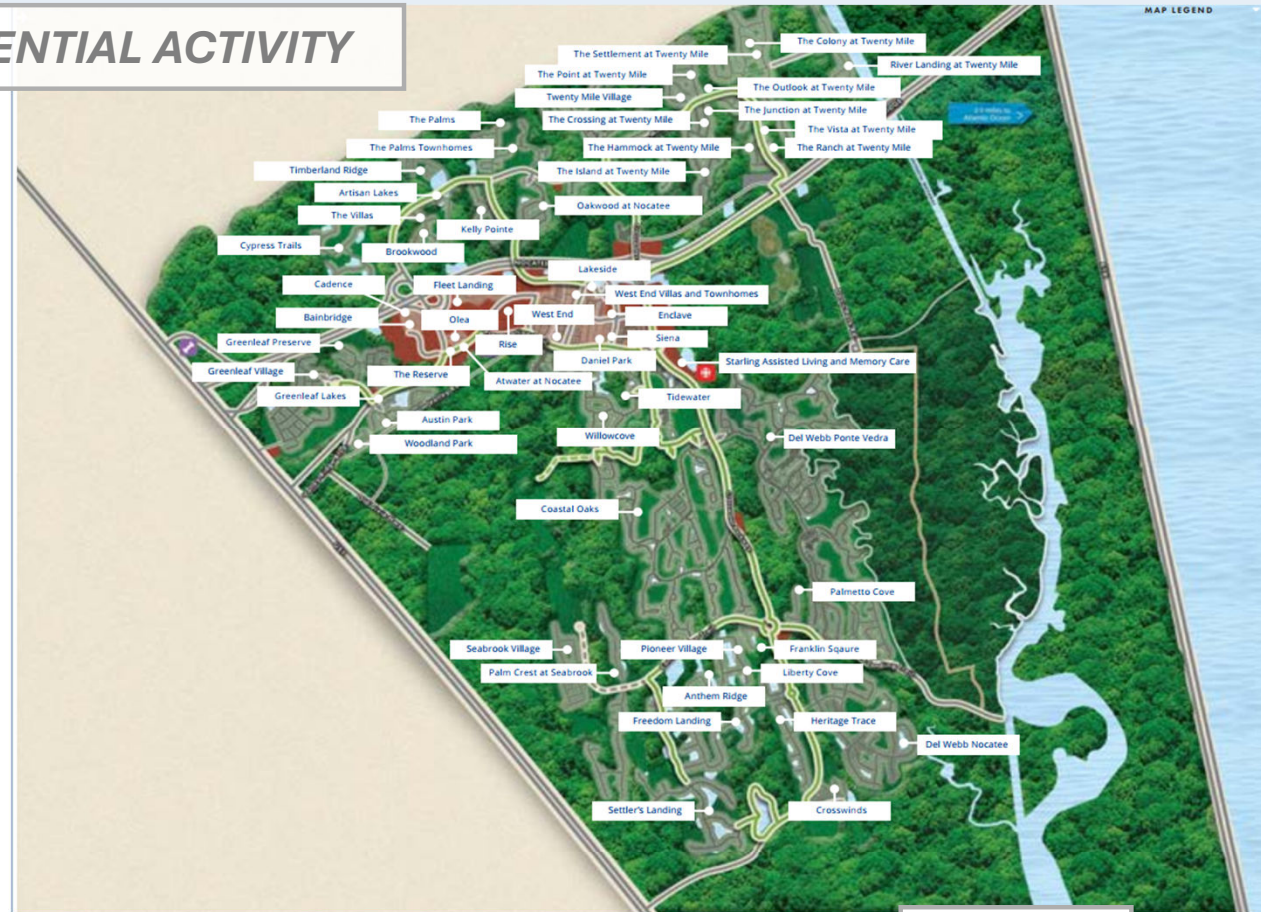 MAP LEGEND
ENTIAL ACTIVITY
The Colony at Twenty Mile
The Settlement at Twenty Mile
River Landing at Twenty Mile
The Point at Twenty Mile
The Outlook at Twenty Mile
Twenty Mile Village
The Junction at Twenty Mile
The Palms
The Crossing at Twenty Mile
The Vista at Twenty Mile
The Palms Townhomes
The Hammock at Twenty Mile
The Ranch at Twenty Mile
Timberland Ridge
The Island at Twenty Mile
Artisan Lakes
Oakwood at Nocatee
The Villas
Kelly Pointe
Cypress Trails
Brookwood
Lakeside
Cadence
Fleet Landing
West End Villas and Townhomes
Bainbridge
Olea
West End
Enclave
Greenleaf Preserve
Rise
Siena
Daniel Park
Starling Assisted Living and Memory Care
Greenleaf Village
The Reserve
Atwater at Nocatee
Greenleaf Lakes
Tidewater
Austin Park
Willowcove
Del Webb Ponte Vedra
Woodland Park
Coastal Oaks
Palmetto Cove
Seabrook Village
Pioneer Village
Franklin Sqaure
Palm Crest at Seabrook
Liberty Cove
Anthem Ridge
Freedom Landing
Heritage Trace
Del Webb Nocatee
Settler's Landing
Crosswinds